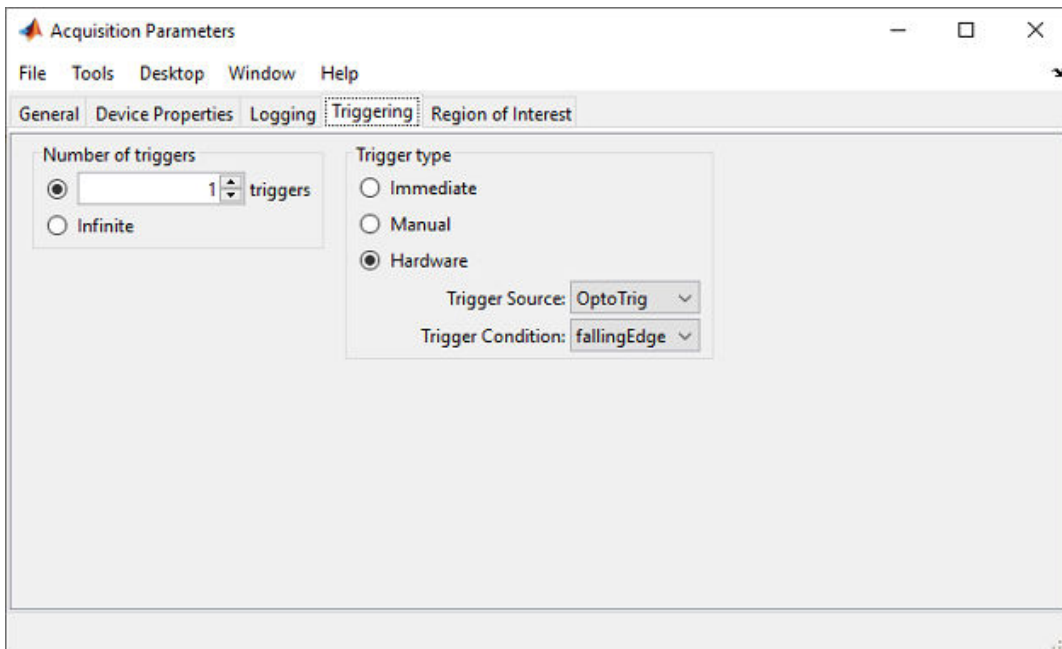 Acquisition Parameters
File Tools Desktop Window Help
General Device Properties Logging Triggering Region of Interest
Number of triggers
1 triggers
Infinite
Trigger type
Immediate
Manual
Hardware
Trigger Source: OptoTrig
Trigger Condition: fallingEdge